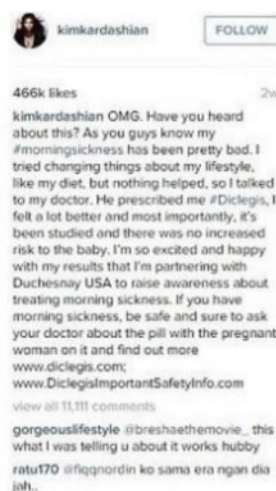 kimkardashian
FOLLOW
466k likes
2w
kimkardashian OMG. Have you heard
about this? As you guys know my
#morningsickness has been pretty bad. I
tried changing things about my lifestyle,
like my diet, but nothing helped, so I talked
to my doctor. He prescribed me #Diclegis, I
felt a lot better and most importantly, it's
been studied and there was no increased
risk to the baby. I'm so excited and happy
with my results that I'm partnering with
Duchesnay USA to raise awareness about
treating morning sickness. If you have
morning sickness, be safe and sure to ask
your doctor about the pill with the pregnant
woman on it and find out more
www.diclegis.com;
www.DiclegisImportantSafetyInfo.com
view all 11,111 comments
gorgeouslifestyle @breshaethemovie_ this
what I was telling u about it works hubby
ratu170 @fiqqnordin ko sama era ngan dia
jah..